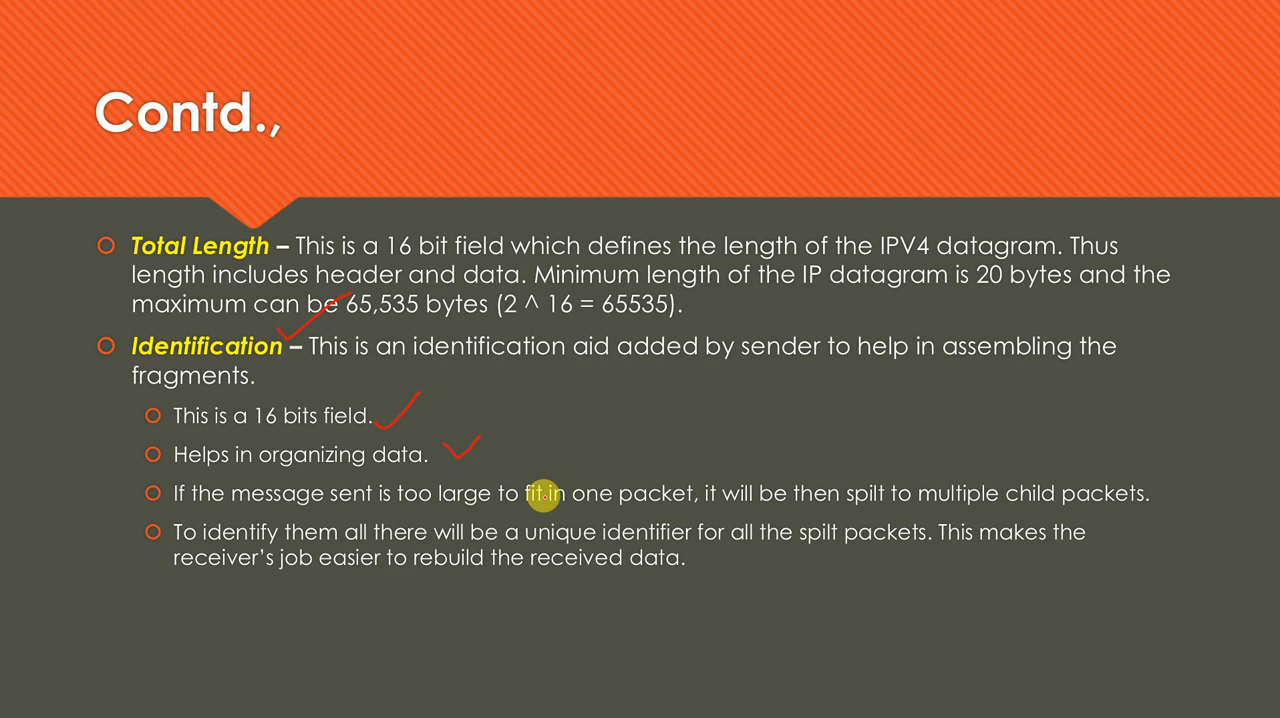 Contd.,
Total Length – This is a 16 bit field which defines the length of the IPV4 datagram. Thus
length includes header and data. Minimum length of the IP datagram is 20 bytes and the
maximum can be 65,535 bytes (2 ^ 16 = 65535).
Identification – This is an identification aid added by sender to help in assembling the
fragments.
This is a 16 bits field.
Helps in organizing data.
If the message sent is too large to fit in one packet, it will be then spilt to multiple child packets.
To identify them all there will be a unique identifier for all the spilt packets. This makes the
receiver's job easier to rebuild the received data.